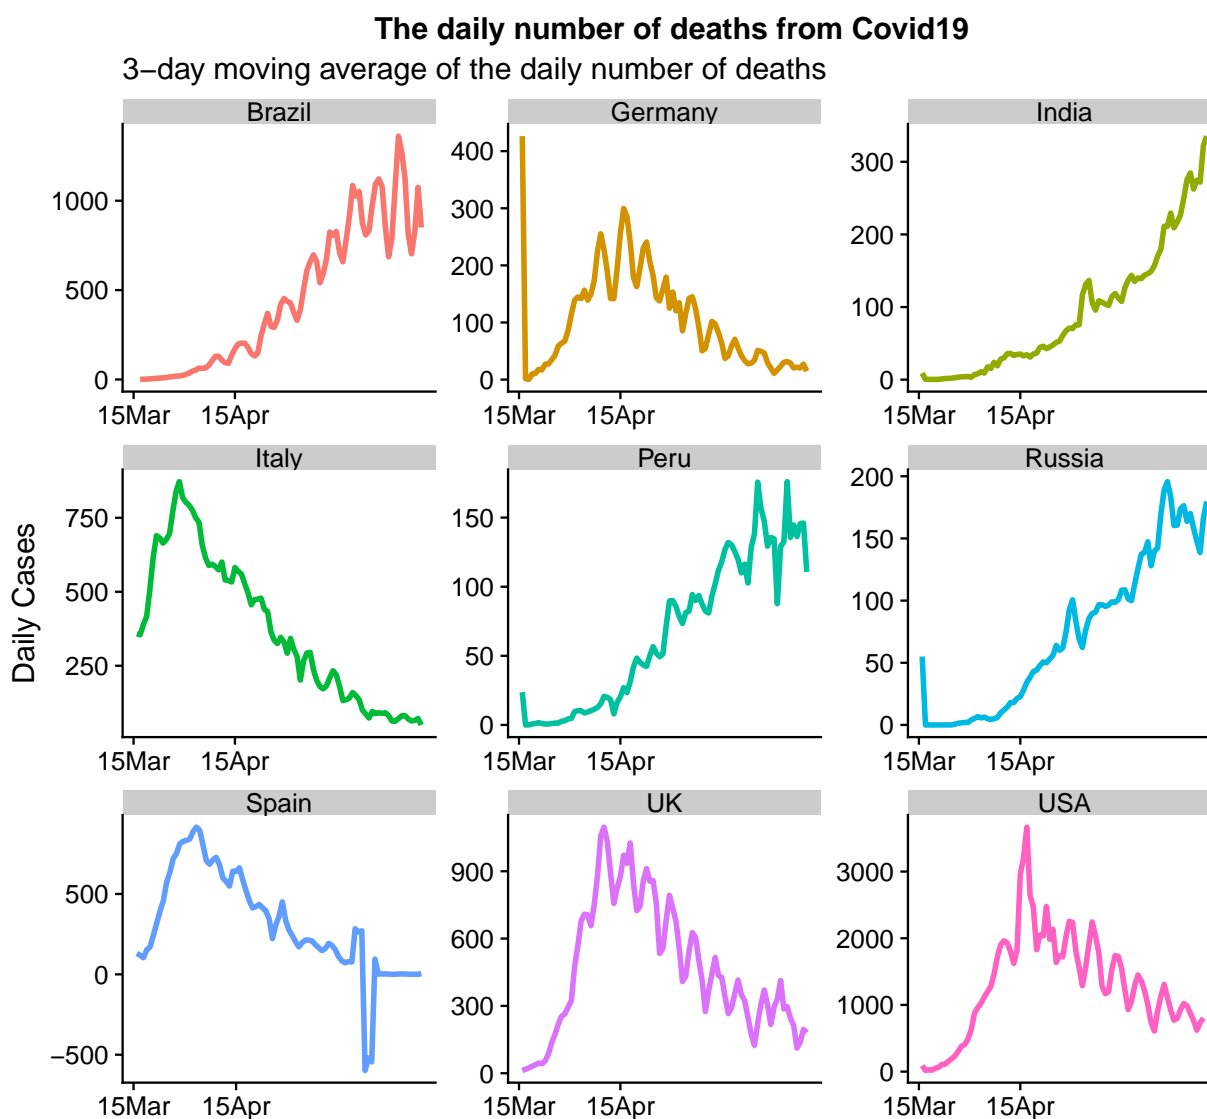 The daily number of deaths from Covid19
3−day moving average of the daily number of deaths
Brazil
Germany
India
1000
500
0
400
300
200
100
0
300
200
100
0
15Mar 15Apr
15Mar 15Apr
15Mar 15Apr
Italy
Peru
Russia
Daily Cases
750
500
250
150
100
50
0
200
150
100
50
0
15Mar 15Apr
15Mar 15Apr
15Mar 15Apr
Spain
UK
USA
500
0
−500
900
600
300
0
3000
2000
1000
0
15Mar 15Apr
15Mar 15Apr
15Mar 15Apr